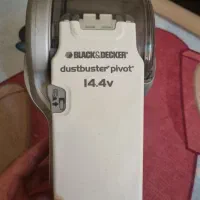 BLACK&DECKER
dustbuster® pivot®
14.4v